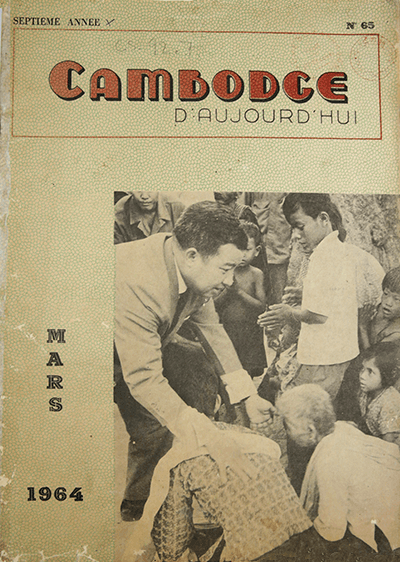 SEPTIEME ANNEE
N° 65
CAMBODGE
D'AUJOURD'HUI
MARS
1964